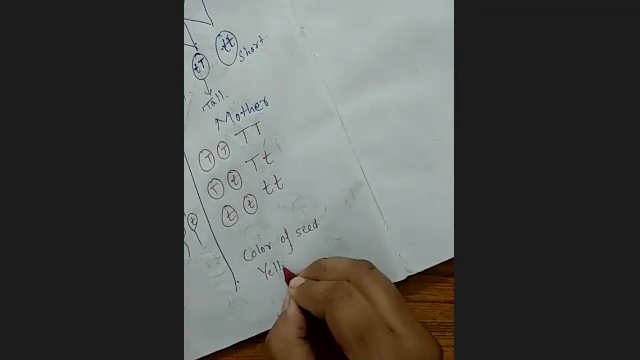 tT tt short.
Tall.
Mother
T T TT
T t Tt
t t tt
Color of seed
Yell